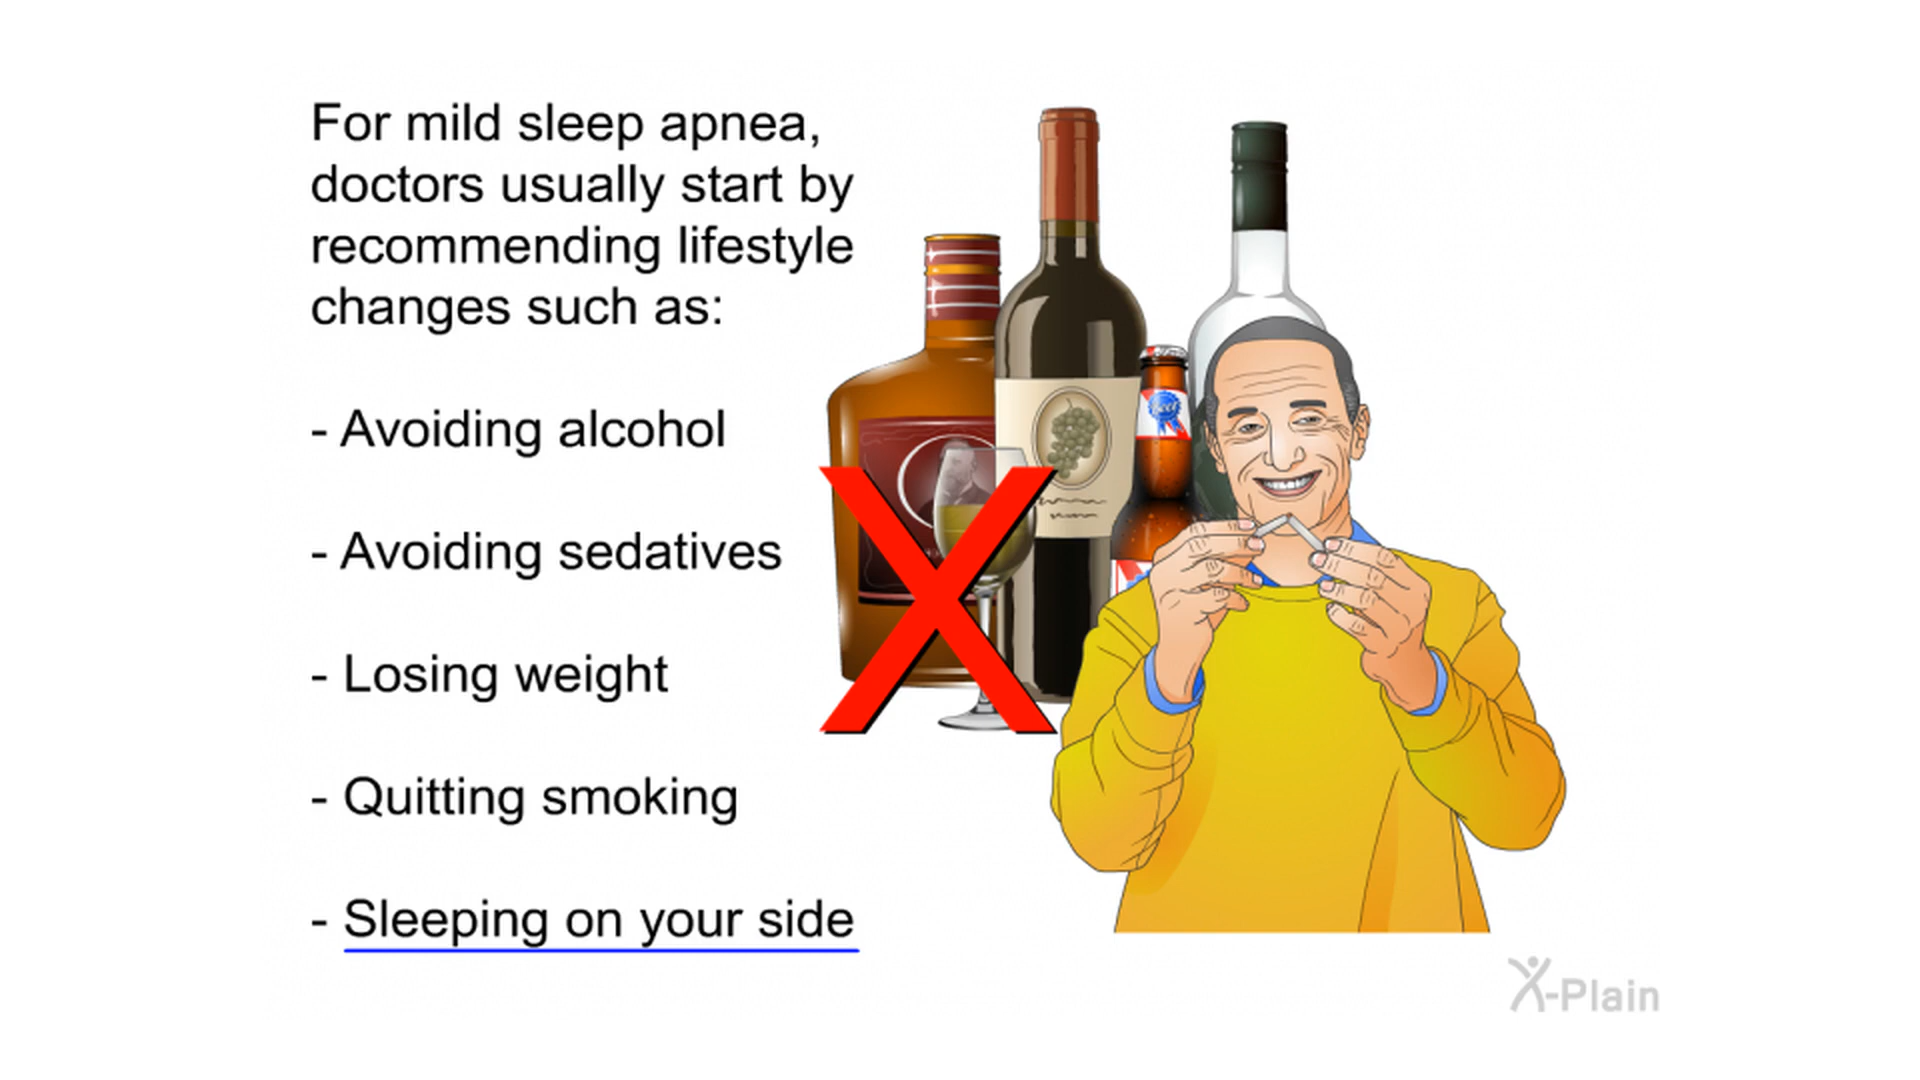 For mild sleep apnea,
doctors usually start by
recommending lifestyle
changes such as:
- Avoiding alcohol
- Avoiding sedatives
- Losing weight
- Quitting smoking
- Sleeping on your side
beer
X-Plain